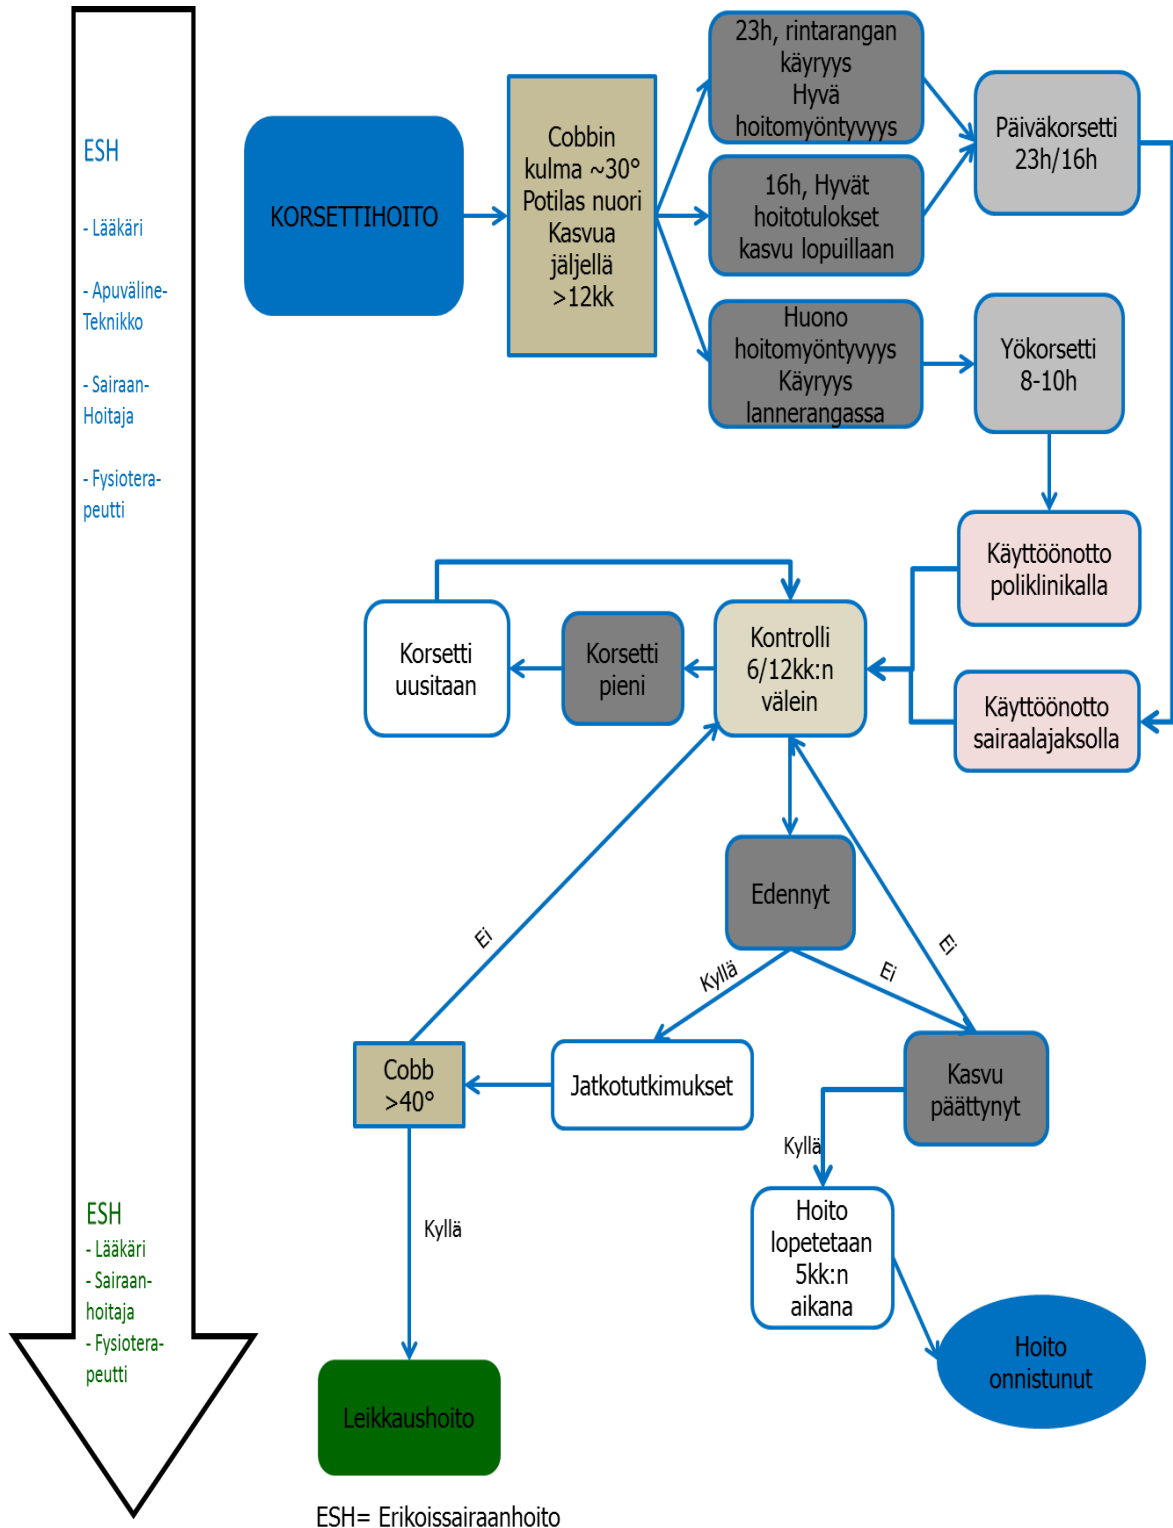 ESH
- Lääkäri
- Apuväline-
Teknikko
- Sairaan-
Hoitaja
- Fysiotera-
peutti
KORSETTIHOITO
Cobbin
kulma ~30°
Potilas nuori
Kasvua
jäljellä
>12kk
23h, rintarangan
käyryys
Hyvä
hoitomyöntyvyys
16h, Hyvät
hoitotulokset
kasvu lopuillaan
Huono
hoitomyöntyvyys
Käyryys
lannerangassa
Päiväkorsetti
23h/16h
Yökorsetti
8-10h
Käyttöönotto
poliklinikalla
Käyttöönotto
sairaalajaksolla
Kontrolli
6/12kk:n
välein
Korsetti
pieni
Korsetti
uusitaan
Edennyt
Ei
Kyllä
Ei
Ei
Jatkotutkimukset
Cobb
>40°
Kasvu
päättynyt
Kyllä
Kyllä
Hoito
lopetetaan
5kk:n
aikana
Hoito
onnistunut
Leikkaushoito
ESH
- Lääkäri
- Sairaan-
hoitaja
- Fysiotera-
peutti
ESH= Erikoissairaanhoito